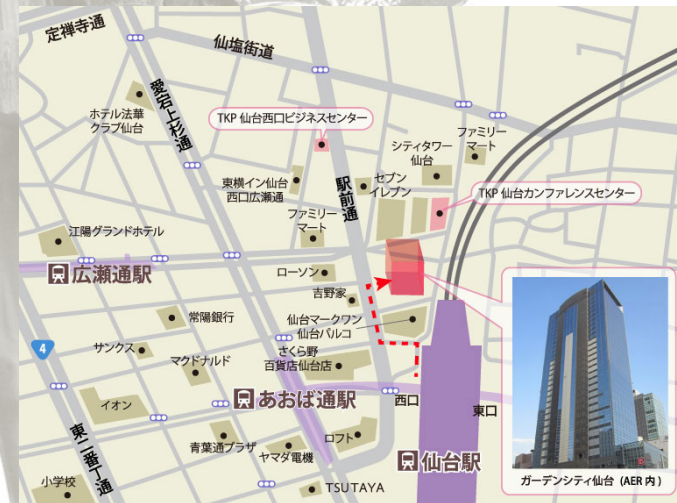 定禅寺通
仙塩街道
愛宕上杉通
ホテル法華
クラブ仙台
TKP 仙台西口ビジネスセンター
シティタワー
仙台
ファミリー
マート
東横イン仙台
西口広瀬通
駅前通
セブン
イレブン
TKP 仙台カンファレンスセンター
ファミリー
マート
江陽グランドホテル
広瀬通駅
ローソン
吉野家
常陽銀行
仙台マークワン
仙台パルコ
4
サンクス
マクドナルド
さくら野
百貨店仙台店
イオン
あおば通駅
西口
東口
東二番丁通
青葉通プラザ
ヤマダ電機
ロフト
仙台駅
小学校
TSUTAYA
ガーデンシティ仙台 (AER 内 )